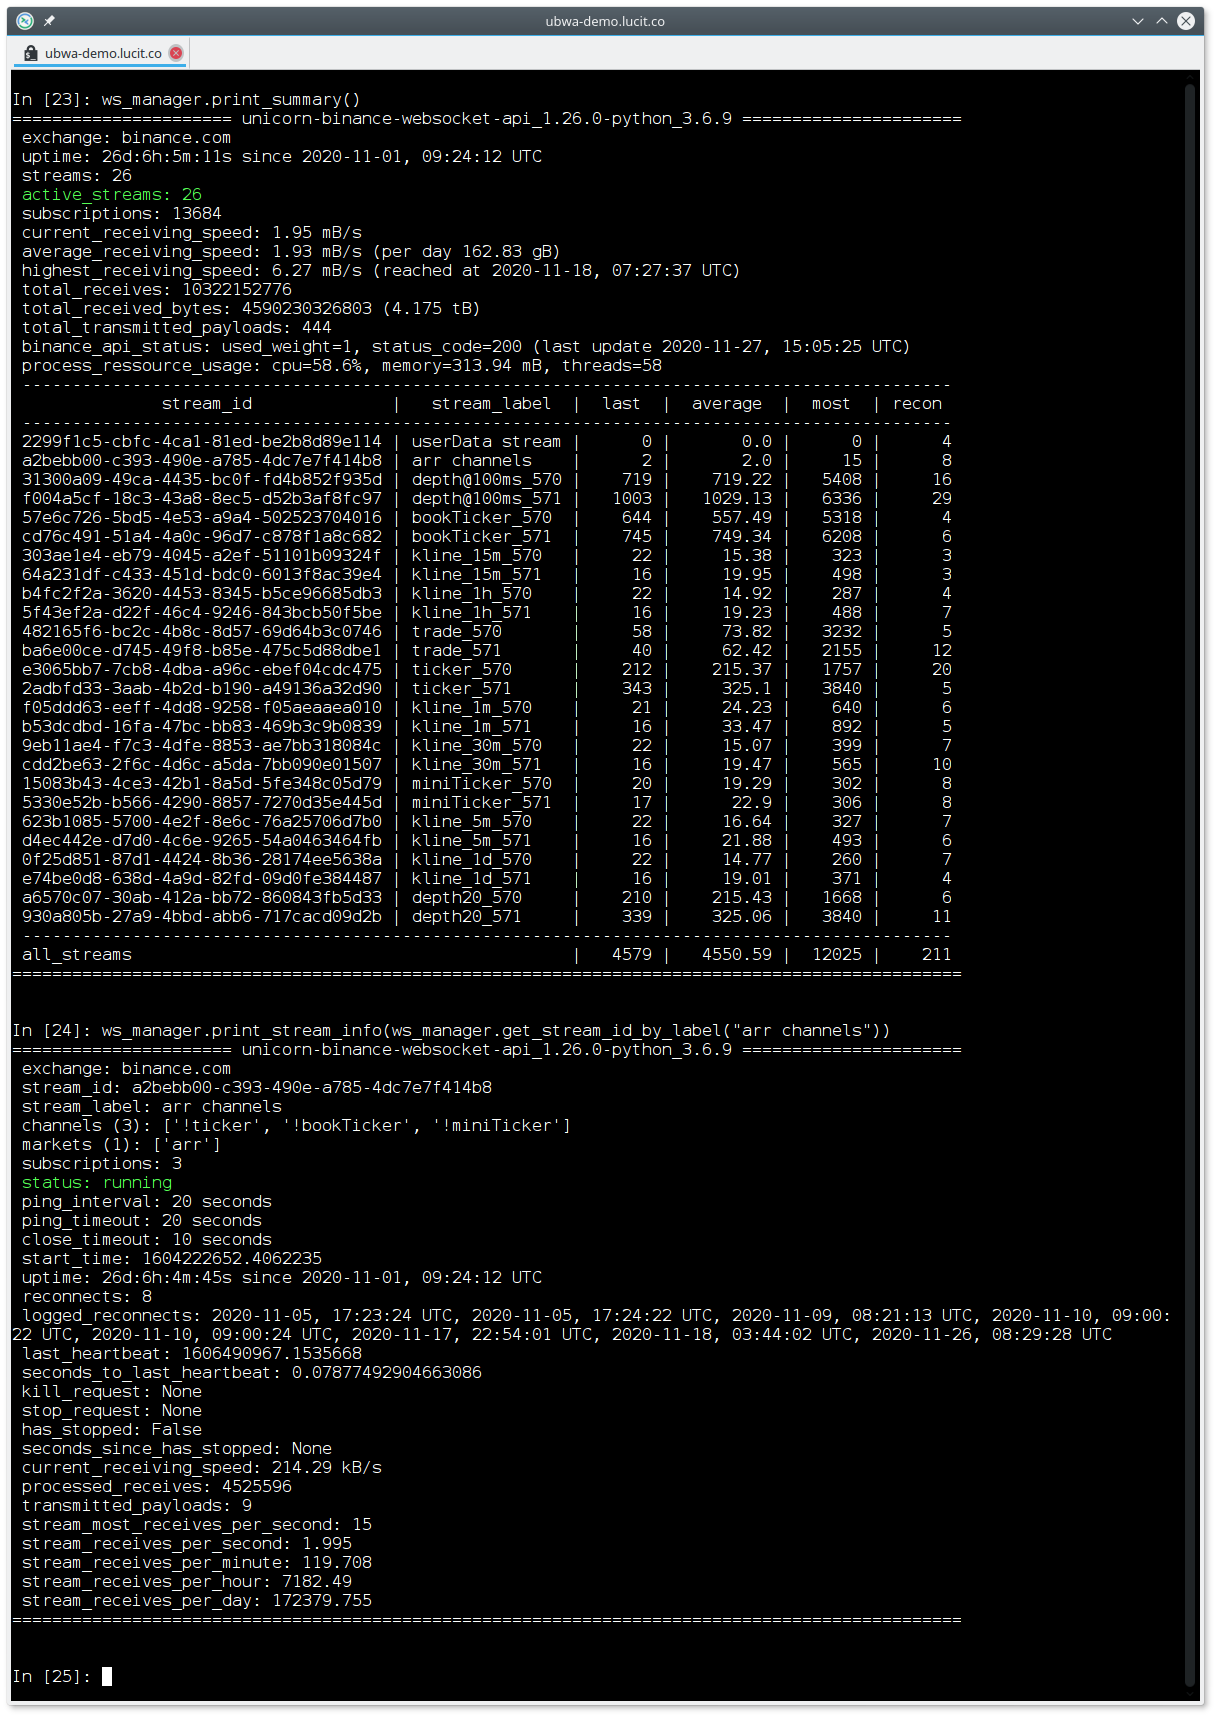 ubwa-demo.lucit.co
ubwa-demo.lucit.co
In [23]: ws_manager.print_summary()
====================== unicorn-binance-websocket-api_1.26.0-python_3.6.9 ======================
exchange: binance.com
uptime: 26d:6h:5m:11s since 2020-11-01, 09:24:12 UTC
streams: 26
active_streams: 26
subscriptions: 13684
current_receiving_speed: 1.95 mB/s
average_receiving_speed: 1.93 mB/s (per day 162.83 gB)
highest_receiving_speed: 6.27 mB/s (reached at 2020-11-18, 07:27:37 UTC)
total_receives: 10322152776
total_received_bytes: 4590230326803 (4.175 tB)
total_transmitted_payloads: 444
binance_api_status: used_weight=1, status_code=200 (last update 2020-11-27, 15:05:25 UTC)
process_ressource_usage: cpu=58.6%, memory=313.94 mB, threads=58
---------------------------------------------------------------------------------------------
stream_id | stream_label | last | average | most | recon
---------------------------------------------------------------------------------------------
2299f1c5-cbfc-4ca1-81ed-be2b8d89e114 | userData stream | 0 | 0.0 | 0 | 4
a2bebb00-c393-490e-a785-4dc7e7f414b8 | arr channels | 2 | 2.0 | 15 | 8
31300a09-49ca-4435-bc0f-fd4b852f935d | depth@100ms_570 | 719 | 719.22 | 5408 | 16
f004a5cf-18c3-43a8-8ec5-d52b3af8fc97 | depth@100ms_571 | 1003 | 1029.13 | 6336 | 29
57e6c726-5bd5-4e53-a9a4-502523704016 | bookTicker_570 | 644 | 557.49 | 5318 | 4
cd76c491-51a4-4a0c-96d7-c878f1a8c682 | bookTicker_571 | 745 | 749.34 | 6208 | 6
303ae1e4-eb79-4045-a2ef-51101b09324f | kline_15m_570 | 22 | 15.38 | 323 | 3
64a231df-c433-451d-bdc0-6013f8ac39e4 | kline_15m_571 | 16 | 19.95 | 498 | 3
b4fc2f2a-3620-4453-8345-b5ce96685db3 | kline_1h_570 | 22 | 14.92 | 287 | 4
5f43ef2a-d22f-46c4-9246-843bcb50f5be | kline_1h_571 | 16 | 19.23 | 488 | 7
482165f6-bc2c-4b8c-8d57-69d64b3c0746 | trade_570 | 58 | 73.82 | 3232 | 5
ba6e00ce-d745-49f8-b85e-475c5d88dbe1 | trade_571 | 40 | 62.42 | 2155 | 12
e3065bb7-7cb8-4dba-a96c-ebef04cdc475 | ticker_570 | 212 | 215.37 | 1757 | 20
2adbfd33-3aab-4b2d-b190-a49136a32d90 | ticker_571 | 343 | 325.1 | 3840 | 5
f05ddd63-eeff-4dd8-9258-f05aeaaea010 | kline_1m_570 | 21 | 24.23 | 640 | 6
b53dcdbd-16fa-47bc-bb83-469b3c9b0839 | kline_1m_571 | 16 | 33.47 | 892 | 5
9eb11ae4-f7c3-4dfe-8853-ae7bb318084c | kline_30m_570 | 22 | 15.07 | 399 | 7
cdd2be63-2f6c-4d6c-a5da-7bb090e01507 | kline_30m_571 | 16 | 19.47 | 565 | 10
15083b43-4ce3-42b1-8a5d-5fe348c05d79 | miniTicker_570 | 20 | 19.29 | 302 | 8
5330e52b-b566-4290-8857-7270d35e445d | miniTicker_571 | 17 | 22.9 | 306 | 8
623b1085-5700-4e2f-8e6c-76a25706d7b0 | kline_5m_570 | 22 | 16.64 | 327 | 7
d4ec442e-d7d0-4c6e-9265-54a0463464fb | kline_5m_571 | 16 | 21.88 | 493 | 6
0f25d851-87d1-4424-8b36-28174ee5638a | kline_1d_570 | 22 | 14.77 | 260 | 7
e74be0d8-638d-4a9d-82fd-09d0fe384487 | kline_1d_571 | 16 | 19.01 | 371 | 4
a6570c07-30ab-412a-bb72-860843fb5d33 | depth20_570 | 210 | 215.43 | 1668 | 6
930a805b-27a9-4bbd-abb6-717cacd09d2b | depth20_571 | 339 | 325.06 | 3840 | 11
---------------------------------------------------------------------------------------------
all_streams | 4579 | 4550.59 | 12025 | 211
===============================================================================================
In [24]: ws_manager.print_stream_info(ws_manager.get_stream_id_by_label("arr channels"))
====================== unicorn-binance-websocket-api_1.26.0-python_3.6.9 ======================
exchange: binance.com
stream_id: a2bebb00-c393-490e-a785-4dc7e7f414b8
stream_label: arr channels
channels (3): ['!ticker', '!bookTicker', '!miniTicker']
markets (1): ['arr']
subscriptions: 3
status: running
ping_interval: 20 seconds
ping_timeout: 20 seconds
close_timeout: 10 seconds
start_time: 1604222652.4062235
uptime: 26d:6h:4m:45s since 2020-11-01, 09:24:12 UTC
reconnects: 8
logged_reconnects: 2020-11-05, 17:23:24 UTC, 2020-11-05, 17:24:22 UTC, 2020-11-09, 08:21:13 UTC, 2020-11-10, 09:00:
22 UTC, 2020-11-10, 09:00:24 UTC, 2020-11-17, 22:54:01 UTC, 2020-11-18, 03:44:02 UTC, 2020-11-26, 08:29:28 UTC
last_heartbeat: 1606490967.1535668
seconds_to_last_heartbeat: 0.07877492904663086
kill_request: None
stop_request: None
has_stopped: False
seconds_since_has_stopped: None
current_receiving_speed: 214.29 kB/s
processed_receives: 4525596
transmitted_payloads: 9
stream_most_receives_per_second: 15
stream_receives_per_second: 1.995
stream_receives_per_minute: 119.708
stream_receives_per_hour: 7182.49
stream_receives_per_day: 172379.755
===============================================================================================
In [25]: